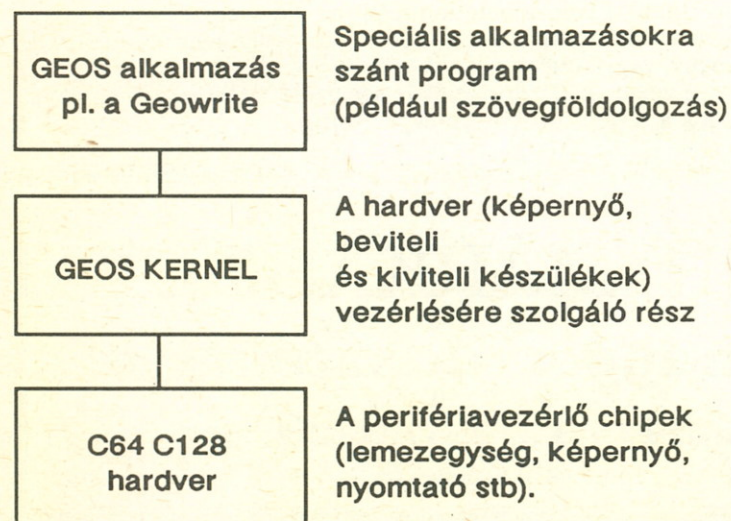 GEOS alkalmazás
pl. a Geowrite
Speciális alkalmazásokra
szánt program
(például szövegföldolgozás)
GEOS KERNEL
A hardver (képernyő,
beviteli
és kiviteli készülékek)
vezérlésére szolgáló rész
C64 C128
hardver
A perifériavezérlő chipek
(lemezegység, képernyő,
nyomtató stb).